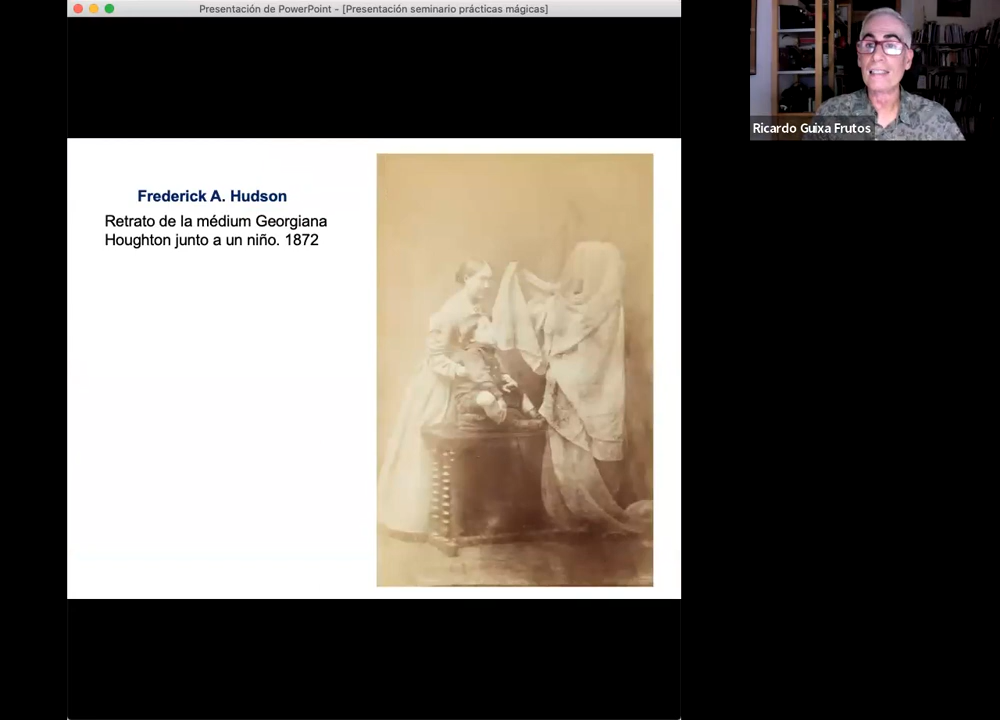 Presentación de PowerPoint - [Presentación seminario prácticas mágicas]
Ricardo Guixa Frutos
Frederick A. Hudson
Retrato de la médium Georgiana
Houghton junto a un niño. 1872